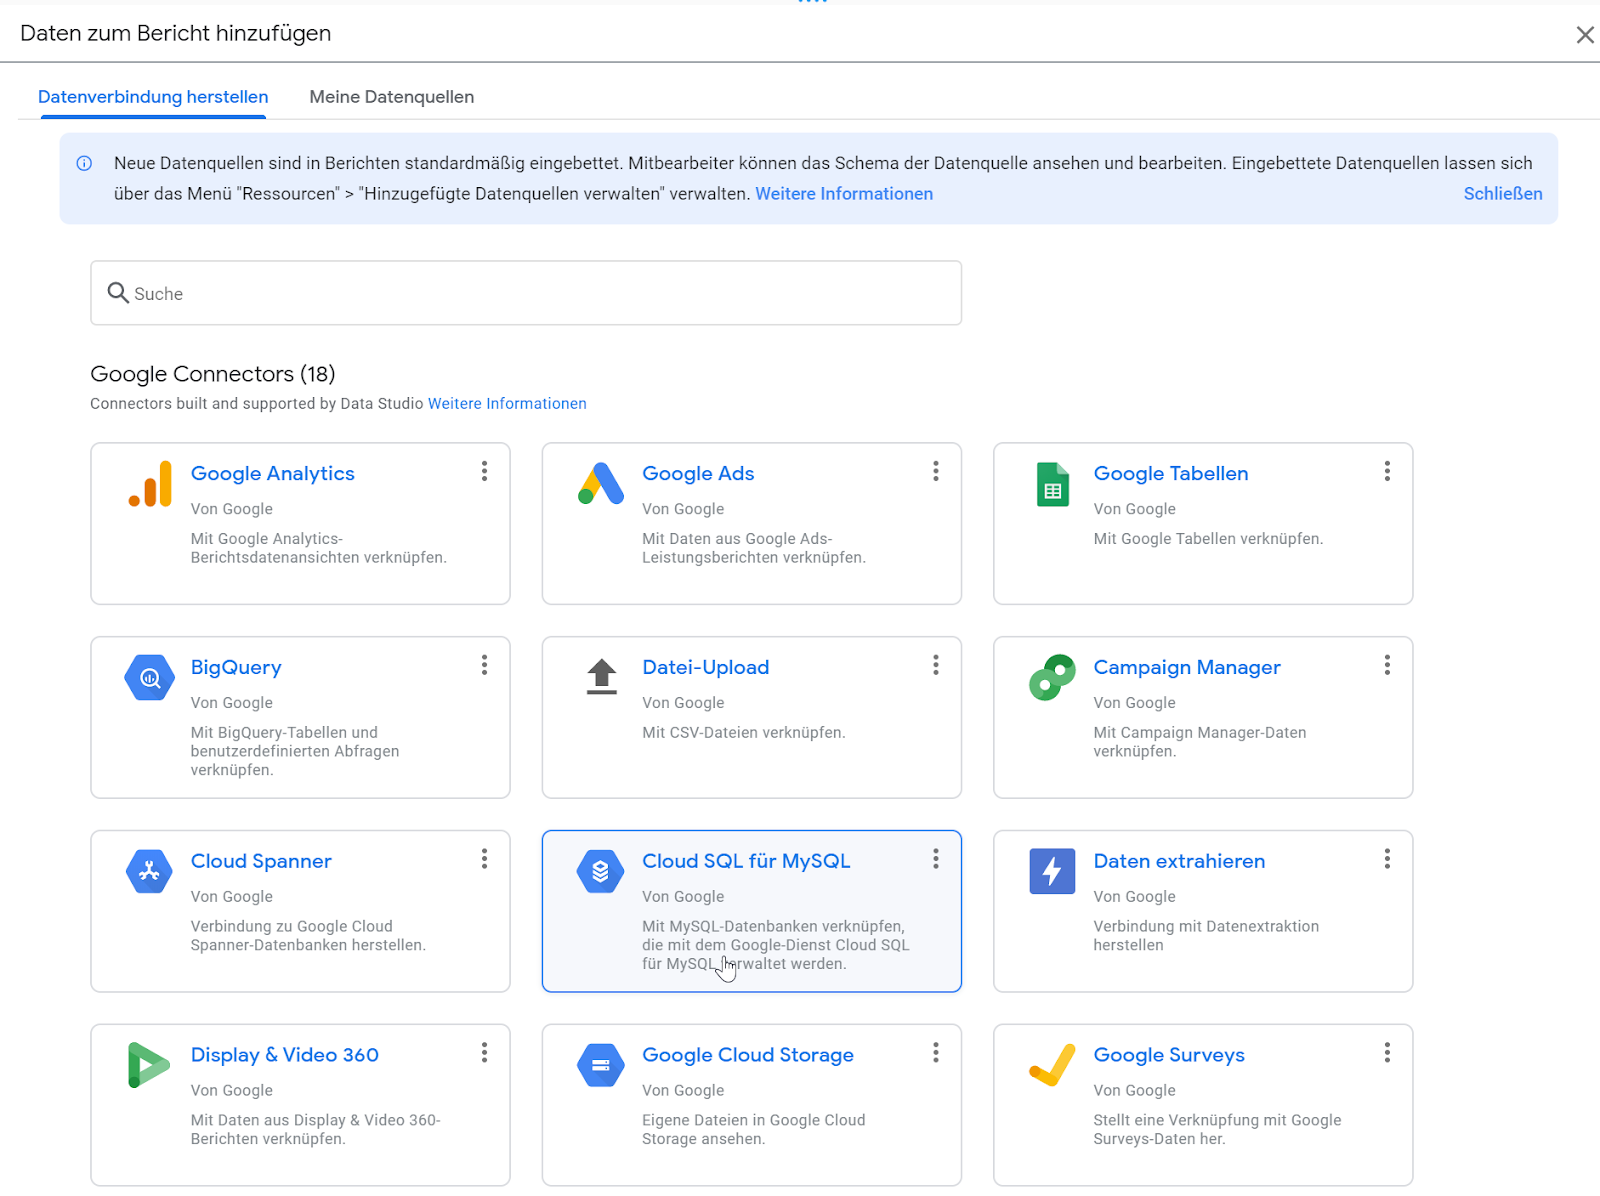 Daten zum Bericht hinzufügen
Datenverbindung herstellen
Meine Datenquellen
Neue Datenquellen sind in Berichten standardmäßig eingebettet. Mitbearbeiter können das Schema der Datenquelle ansehen und bearbeiten. Eingebettete Datenquellen lassen sich
über das Menü "Ressourcen" > "Hinzugefügte Datenquellen verwalten" verwalten. Weitere Informationen
Schließen
Suche
Google Connectors (18)
Connectors built and supported by Data Studio Weitere Informationen
Google Analytics
Von Google
Mit Google Analytics-
Berichtsdatenansichten verknüpfen.
Google Ads
Von Google
Mit Daten aus Google Ads-
Leistungsberichten verknüpfen.
Google Tabellen
Von Google
Mit Google Tabellen verknüpfen.
BigQuery
Von Google
Mit BigQuery-Tabellen und
benutzerdefinierten Abfragen
verknüpfen.
Datei-Upload
Von Google
Mit CSV-Dateien verknüpfen.
Campaign Manager
Von Google
Mit Campaign Manager-Daten
verknüpfen.
Cloud Spanner
Von Google
Verbindung zu Google Cloud
Spanner-Datenbanken herstellen.
Cloud SQL für MySQL
Von Google
Mit MySQL-Datenbanken verknüpfen,
die mit dem Google-Dienst Cloud SQL
für MySQL verwaltet werden.
Daten extrahieren
Von Google
Verbindung mit Datenextraktion
herstellen
Display & Video 360
Von Google
Mit Daten aus Display & Video 360-
Berichten verknüpfen.
Google Cloud Storage
Von Google
Eigene Dateien in Google Cloud
Storage ansehen.
Google Surveys
Von Google
Stellt eine Verknüpfung mit Google
Surveys-Daten her.